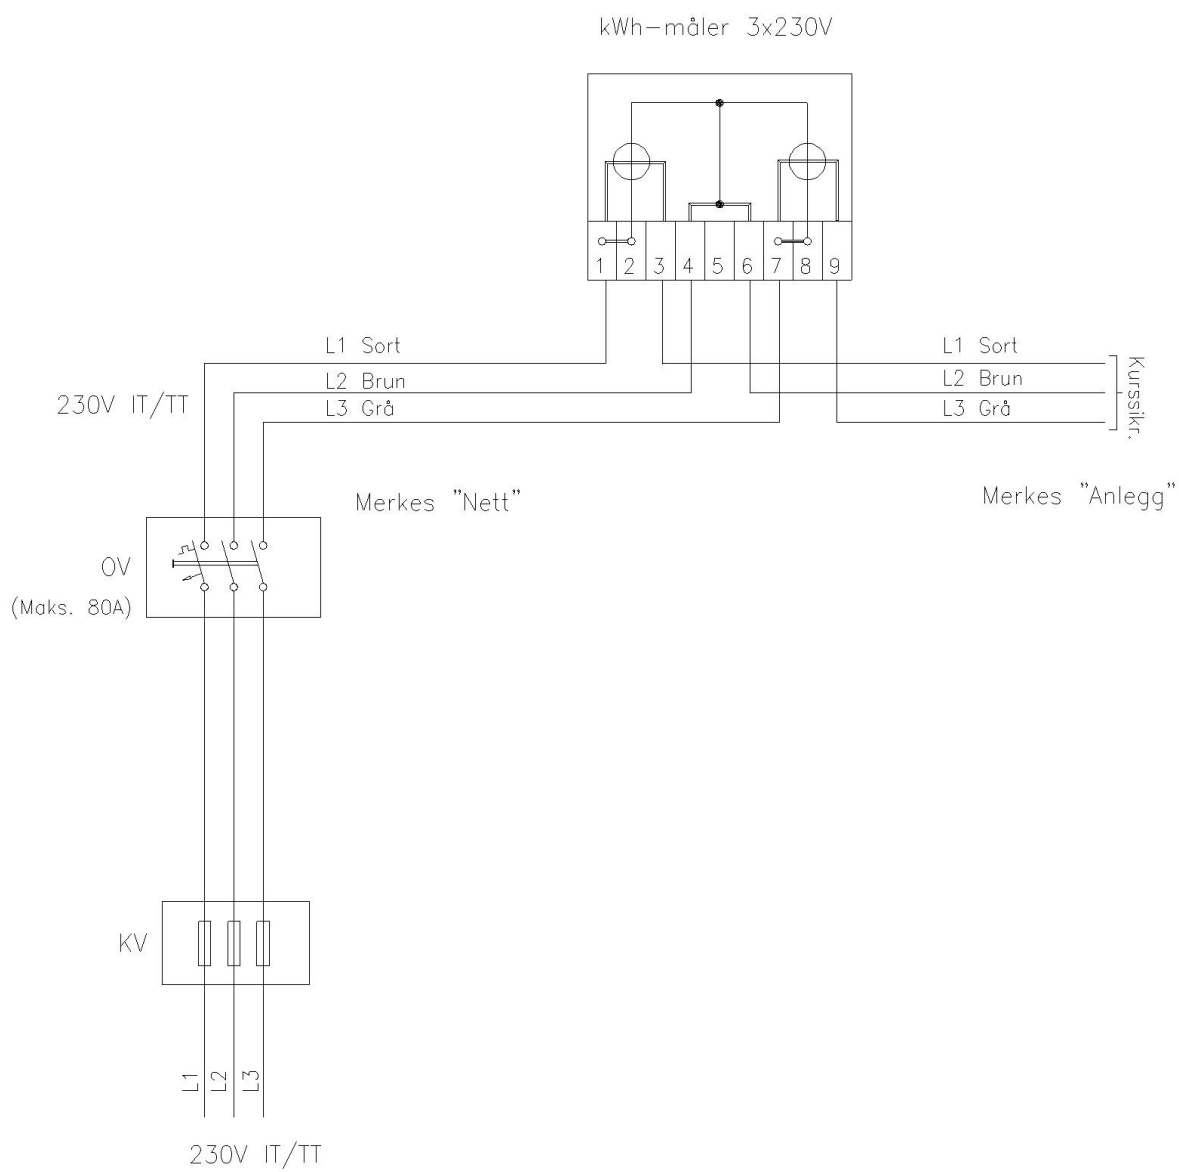 kWh-måler 3x230V
1 2 3 4 5 6 7 8 9
L1 Sort
L2 Brun
L3 Grå
L1 Sort
L2 Brun
L3 Grå
Kurssikr.
230V IT/TT
Merkes "Nett"
Merkes "Anlegg"
OV
(Maks. 80A)
KV
L1
L2
L3
230V IT/TT